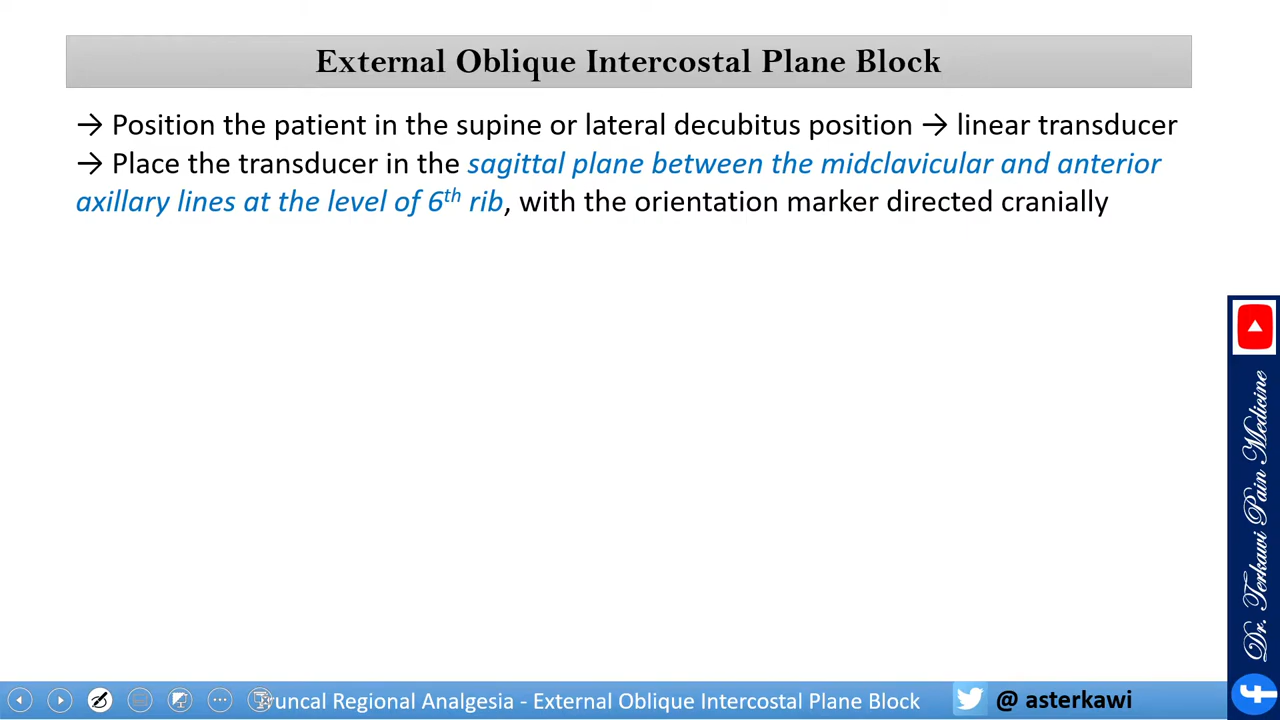 External Oblique Intercostal Plane Block
→ Position the patient in the supine or lateral decubitus position → linear transducer
→ Place the transducer in the sagittal plane between the midclavicular and anterior
axillary lines at the level of 6th rib, with the orientation marker directed cranially
Dr. Terkawi Pain Medicine
runcal Regional Analgesia - External Oblique Intercostal Plane Block
@ asterkawi